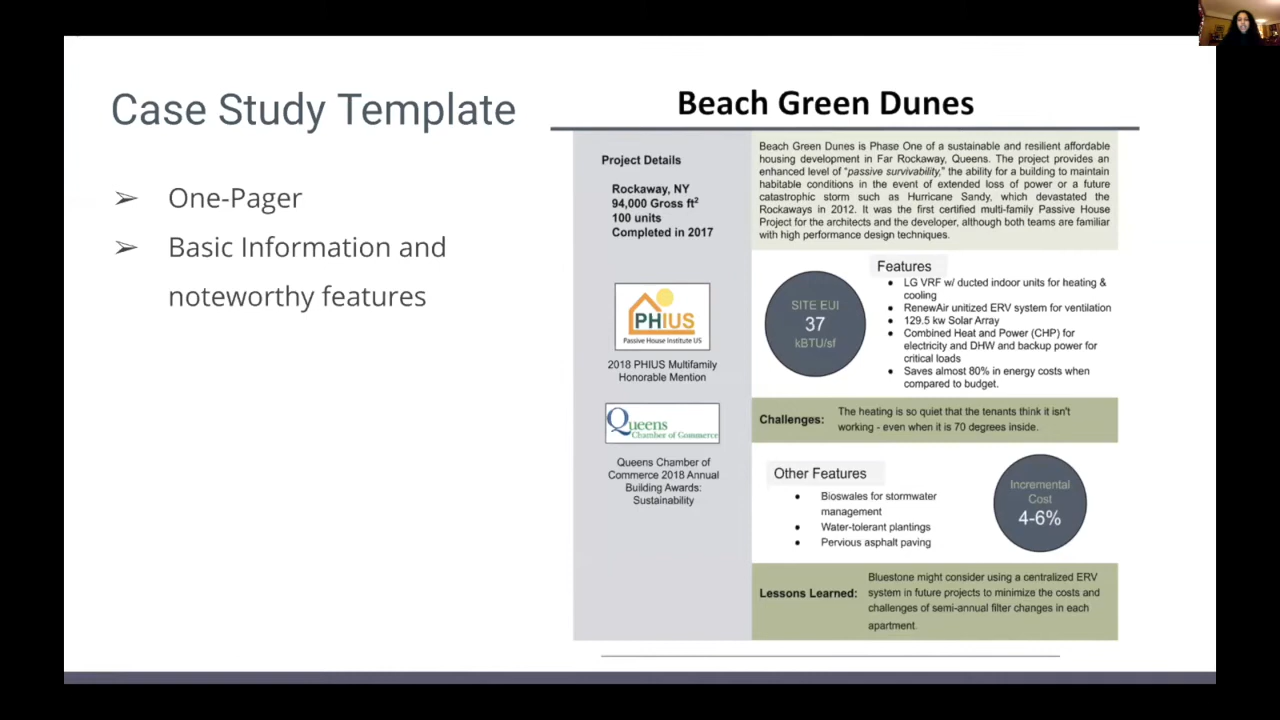 Case Study Template
➢ One-Pager
➢ Basic Information and
noteworthy features
Beach Green Dunes
Project Details
Rockaway, NY
94,000 Gross ft²
100 units
Completed in 2017
PHIUS
Passive House Institute US
2018 PHIUS Multifamily
Honorable Mention
Queens
Chamber of Commerce
Queens Chamber of
Commerce 2018 Annual
Building Awards:
Sustainability
Beach Green Dunes is Phase One of a sustainable and resilient affordable
housing development in Far Rockaway, Queens. The project provides an
enhanced level of "passive survivability," the ability for a building to maintain
habitable conditions in the event of extended loss of power or a future
catastrophic storm such as Hurricane Sandy, which devastated the
Rockaways in 2012. It was the first certified multi-family Passive House
Project for the architects and the developer, although both teams are familiar
with high performance design techniques.
SITE EUI
37
kBTU/sf
Features
● LG VRF w/ ducted indoor units for heating &
cooling
● RenewAir unitized ERV system for ventilation
● 129.5 kw Solar Array
● Combined Heat and Power (CHP) for
electricity and DHW and backup power for
critical loads
● Saves almost 80% in energy costs when
compared to budget.
Challenges:
The heating is so quiet that the tenants think it isn't
working - even when it is 70 degrees inside.
Other Features
● Bioswales for stormwater
management
● Water-tolerant plantings
● Pervious asphalt paving
Incremental
Cost
4-6%
Lessons Learned:
Bluestone might consider using a centralized ERV
system in future projects to minimize the costs and
challenges of semi-annual filter changes in each
apartment.